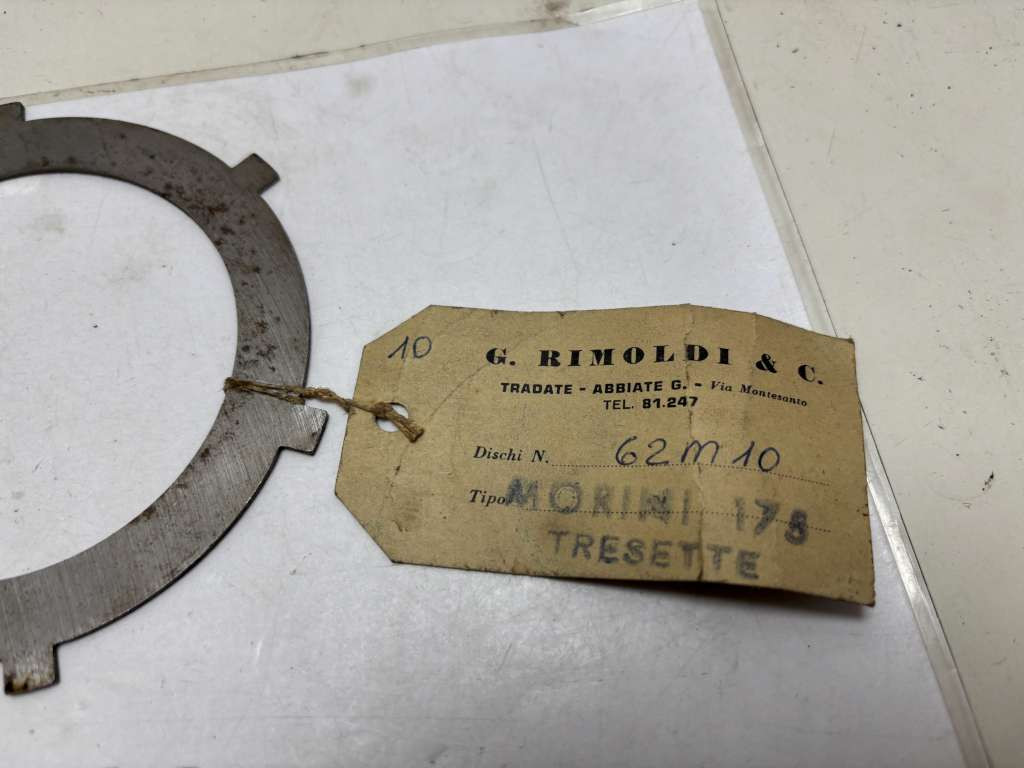 10
G. RIMOLDI & C.
TRADATE - ABBIATE G. - Via Montesanto
TEL. 81.247
Dischi N. 62M10
Tipo MORINI 175
TRESETTE